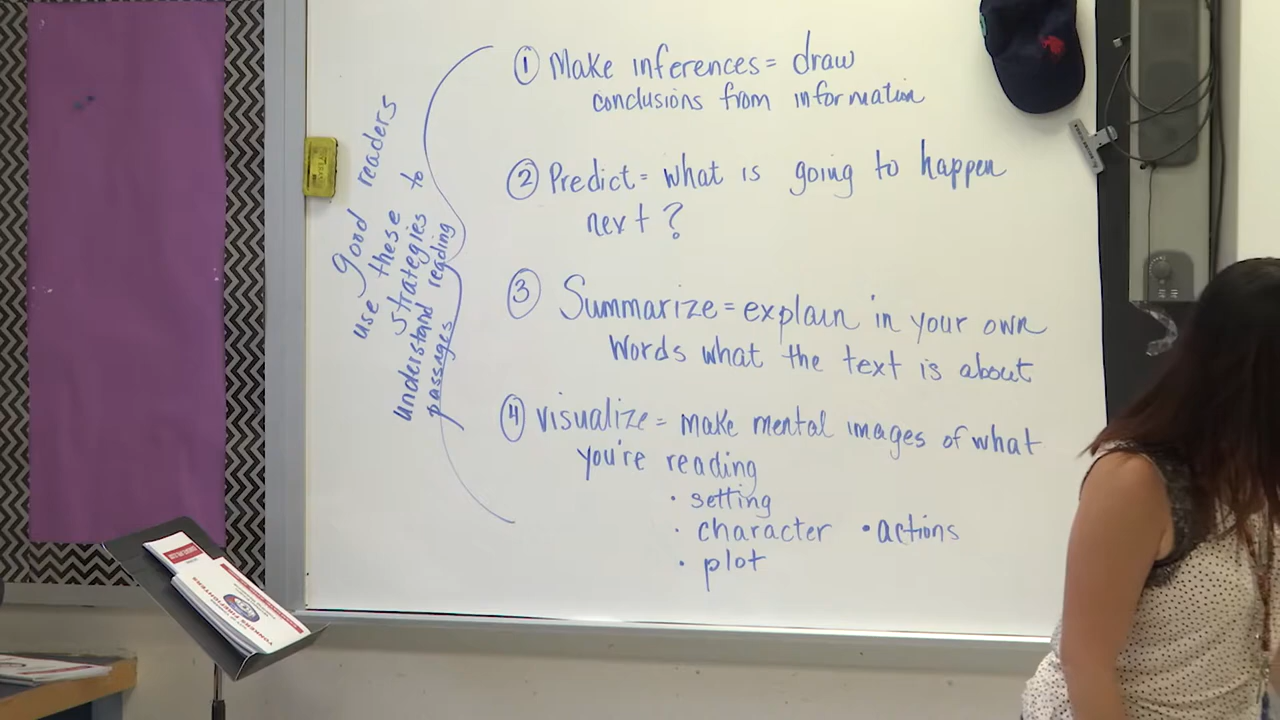 ① Make inferences = draw
conclusions from information
② Predict = what is going to happen
next ?
③ Summarize = explain in your own
words what the text is about
④ visualize = make mental images of what
you're reading
• setting
• character • actions
• plot
good readers
use these
strategies to
understand reading
passages